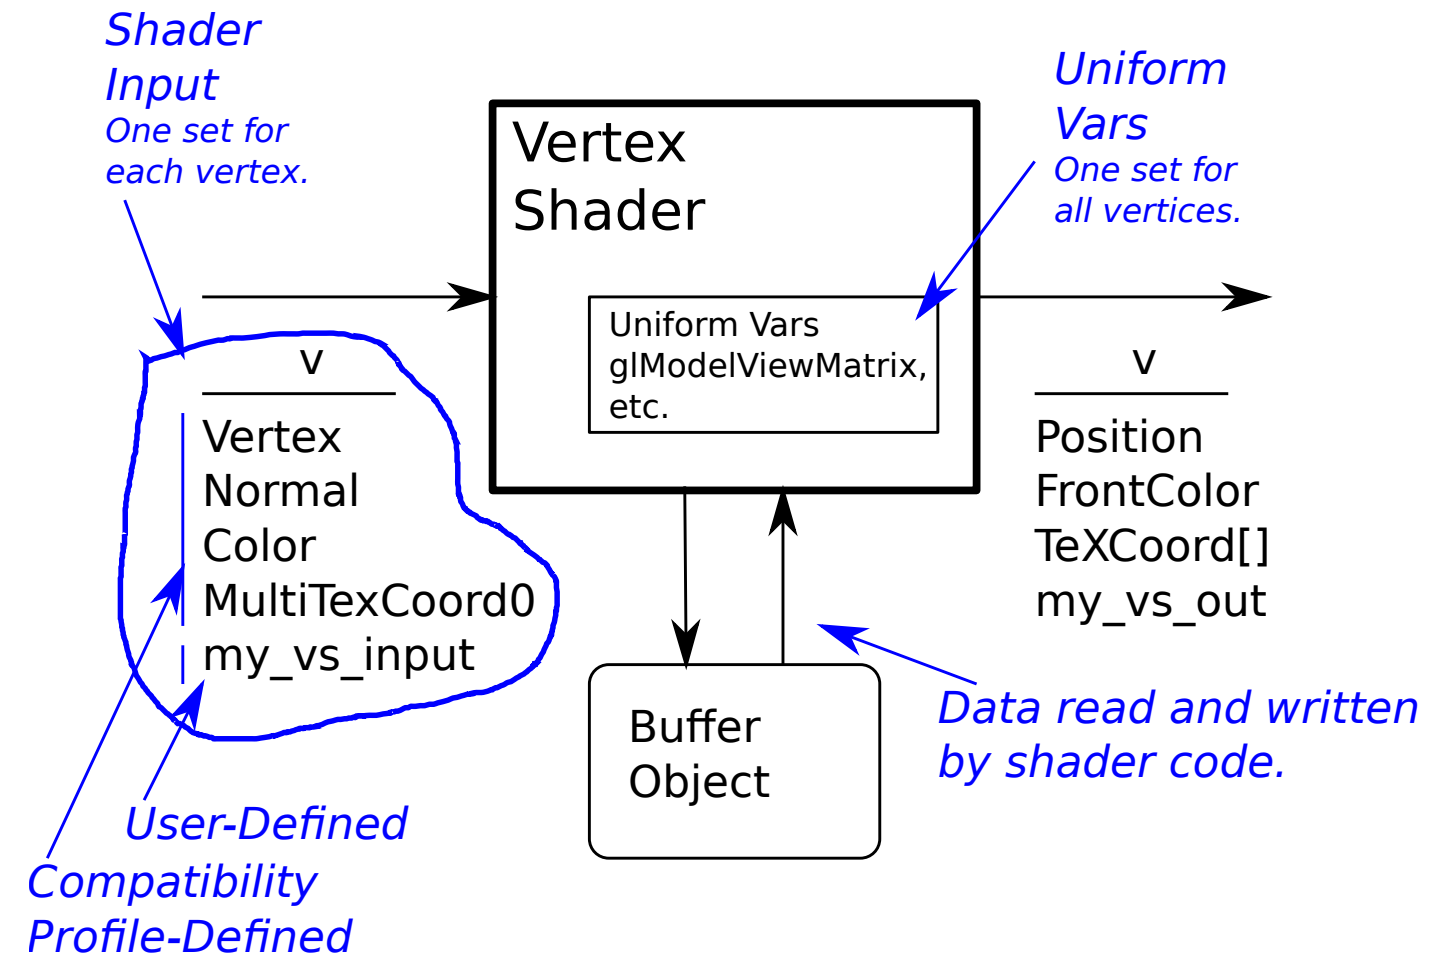 Shader
Input
One set for
each vertex.
Uniform
Vars
One set for
all vertices.
Vertex
Shader
Uniform Vars
glModelViewMatrix,
etc.
v
Vertex
Normal
Color
MultiTexCoord0
my_vs_input
v
Position
FrontColor
TeXCoord[]
my_vs_out
Buffer
Object
Data read and written
by shader code.
User-Defined
Compatibility
Profile-Defined